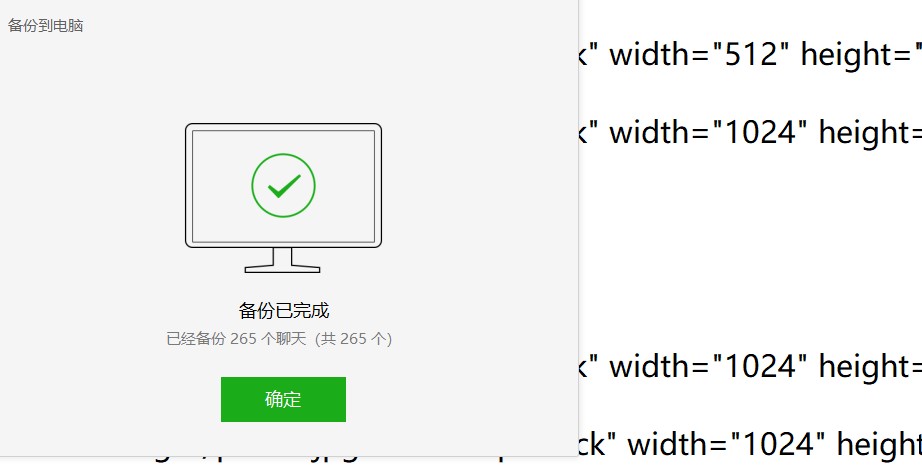 备份到电脑
k" width="512" height="
k" width="1024" height=
备份已完成
已经备份 265 个聊天（共 265 个）
k" width="1024" height=
确定
ck" width="1024" height